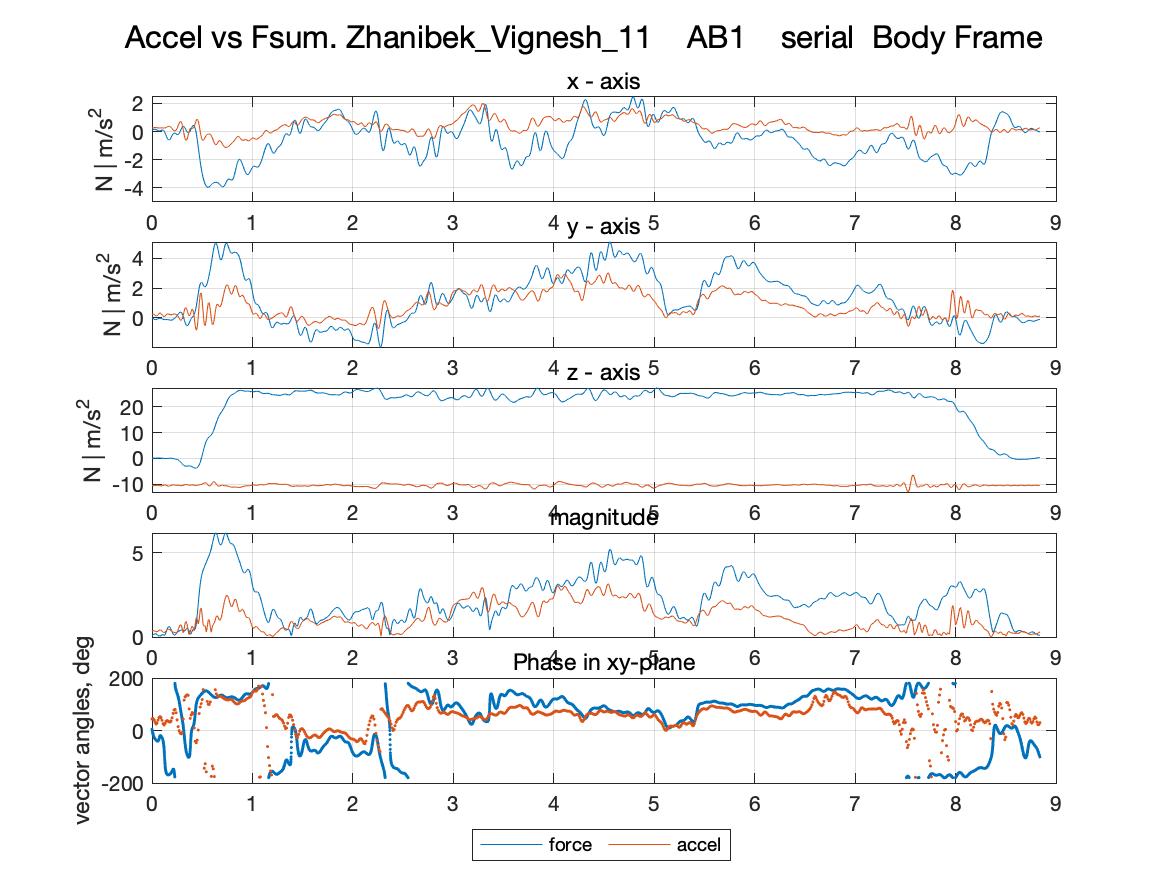 Accel vs Fsum. Zhanibek_Vignesh_11 AB1 serial Body Frame
x - axis
N | m/s2
2
0
-2
-4
0 1 2 3 4 5 6 7 8 9
y - axis
N | m/s2
4
2
0
0 1 2 3 4 5 6 7 8 9
z - axis
N | m/s2
20
10
0
-10
0 1 2 3 4 5 6 7 8 9
magnitude
5
0
0 1 2 3 4 5 6 7 8 9
Phase in xy-plane
vector angles, deg
200
0
-200
0 1 2 3 4 5 6 7 8 9
force accel